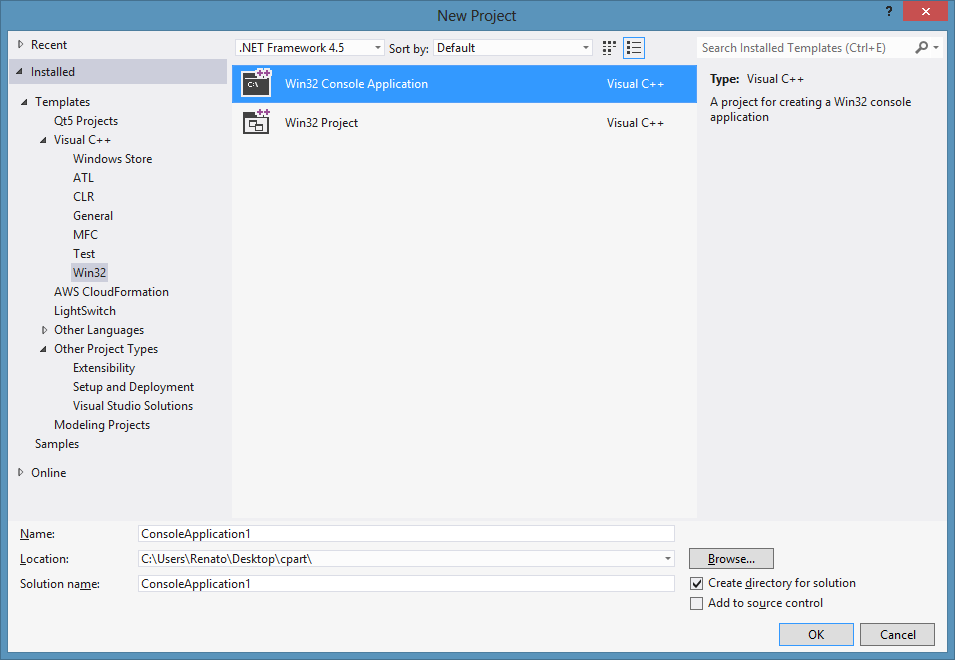 New Project
?
Recent
Installed
Templates
Qt5 Projects
Visual C++
Windows Store
ATL
CLR
General
MFC
Test
Win32
AWS CloudFormation
LightSwitch
Other Languages
Other Project Types
Extensibility
Setup and Deployment
Visual Studio Solutions
Modeling Projects
Samples
Online
.NET Framework 4.5 Sort by: Default
C:\ Win32 Console Application Visual C++
Win32 Project Visual C++
Search Installed Templates (Ctrl+E)
Type: Visual C++
A project for creating a Win32 console
application
Name: ConsoleApplication1
Location: C:\Users\Renato\Desktop\cpart\ Browse...
Solution name: ConsoleApplication1
Create directory for solution
Add to source control
OK Cancel